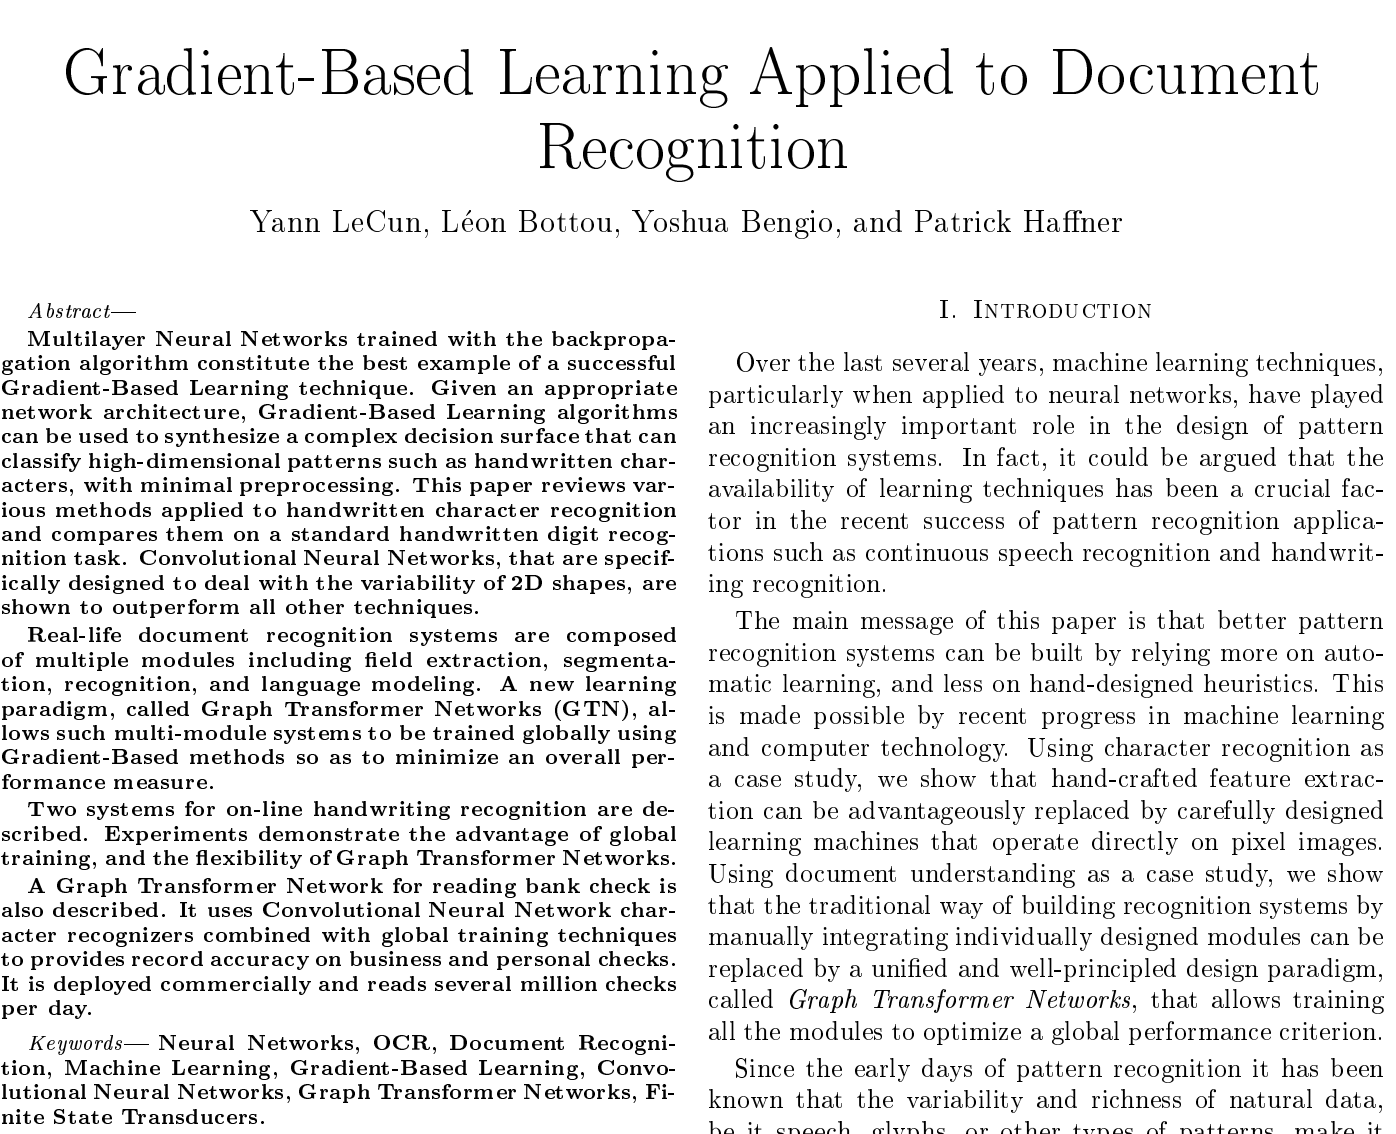 Gradient-Based Learning Applied to Document
Recognition
Yann LeCun, Léon Bottou, Yoshua Bengio, and Patrick Haffner
Abstract—
Multilayer Neural Networks trained with the backpropa-
gation algorithm constitute the best example of a successful
Gradient-Based Learning technique. Given an appropriate
network architecture, Gradient-Based Learning algorithms
can be used to synthesize a complex decision surface that can
classify high-dimensional patterns such as handwritten char-
acters, with minimal preprocessing. This paper reviews var-
ious methods applied to handwritten character recognition
and compares them on a standard handwritten digit recog-
nition task. Convolutional Neural Networks, that are specif-
ically designed to deal with the variability of 2D shapes, are
shown to outperform all other techniques.
Real-life document recognition systems are composed
of multiple modules including field extraction, segmenta-
tion, recognition, and language modeling. A new learning
paradigm, called Graph Transformer Networks (GTN), al-
lows such multi-module systems to be trained globally using
Gradient-Based methods so as to minimize an overall per-
formance measure.
Two systems for on-line handwriting recognition are de-
scribed. Experiments demonstrate the advantage of global
training, and the flexibility of Graph Transformer Networks.
A Graph Transformer Network for reading bank check is
also described. It uses Convolutional Neural Network char-
acter recognizers combined with global training techniques
to provides record accuracy on business and personal checks.
It is deployed commercially and reads several million checks
per day.
Keywords— Neural Networks, OCR, Document Recogni-
tion, Machine Learning, Gradient-Based Learning, Convo-
lutional Neural Networks, Graph Transformer Networks, Fi-
nite State Transducers.
I. Introduction
Over the last several years, machine learning techniques,
particularly when applied to neural networks, have played
an increasingly important role in the design of pattern
recognition systems. In fact, it could be argued that the
availability of learning techniques has been a crucial fac-
tor in the recent success of pattern recognition applica-
tions such as continuous speech recognition and handwrit-
ing recognition.
The main message of this paper is that better pattern
recognition systems can be built by relying more on auto-
matic learning, and less on hand-designed heuristics. This
is made possible by recent progress in machine learning
and computer technology. Using character recognition as
a case study, we show that hand-crafted feature extrac-
tion can be advantageously replaced by carefully designed
learning machines that operate directly on pixel images.
Using document understanding as a case study, we show
that the traditional way of building recognition systems by
manually integrating individually designed modules can be
replaced by a unified and well-principled design paradigm,
called Graph Transformer Networks, that allows training
all the modules to optimize a global performance criterion.
Since the early days of pattern recognition it has been
known that the variability and richness of natural data,
be it speech, glyphs, or other types of patterns, make it